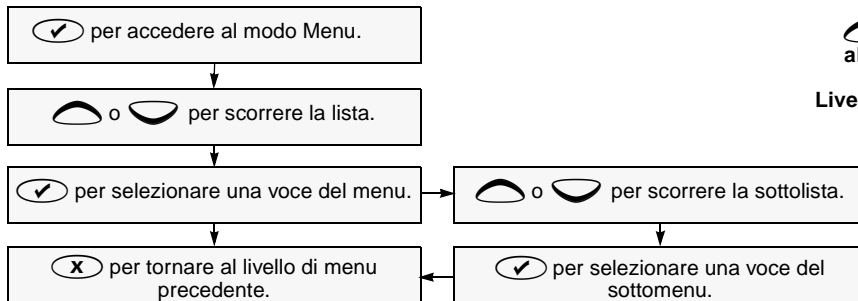 ✔ per accedere al modo Menu.
o per scorrere la lista.
✔ per selezionare una voce del menu.
o per scorrere la sottolista.
X per tornare al livello di menu
precedente.
✔ per selezionare una voce del
sottomenu.